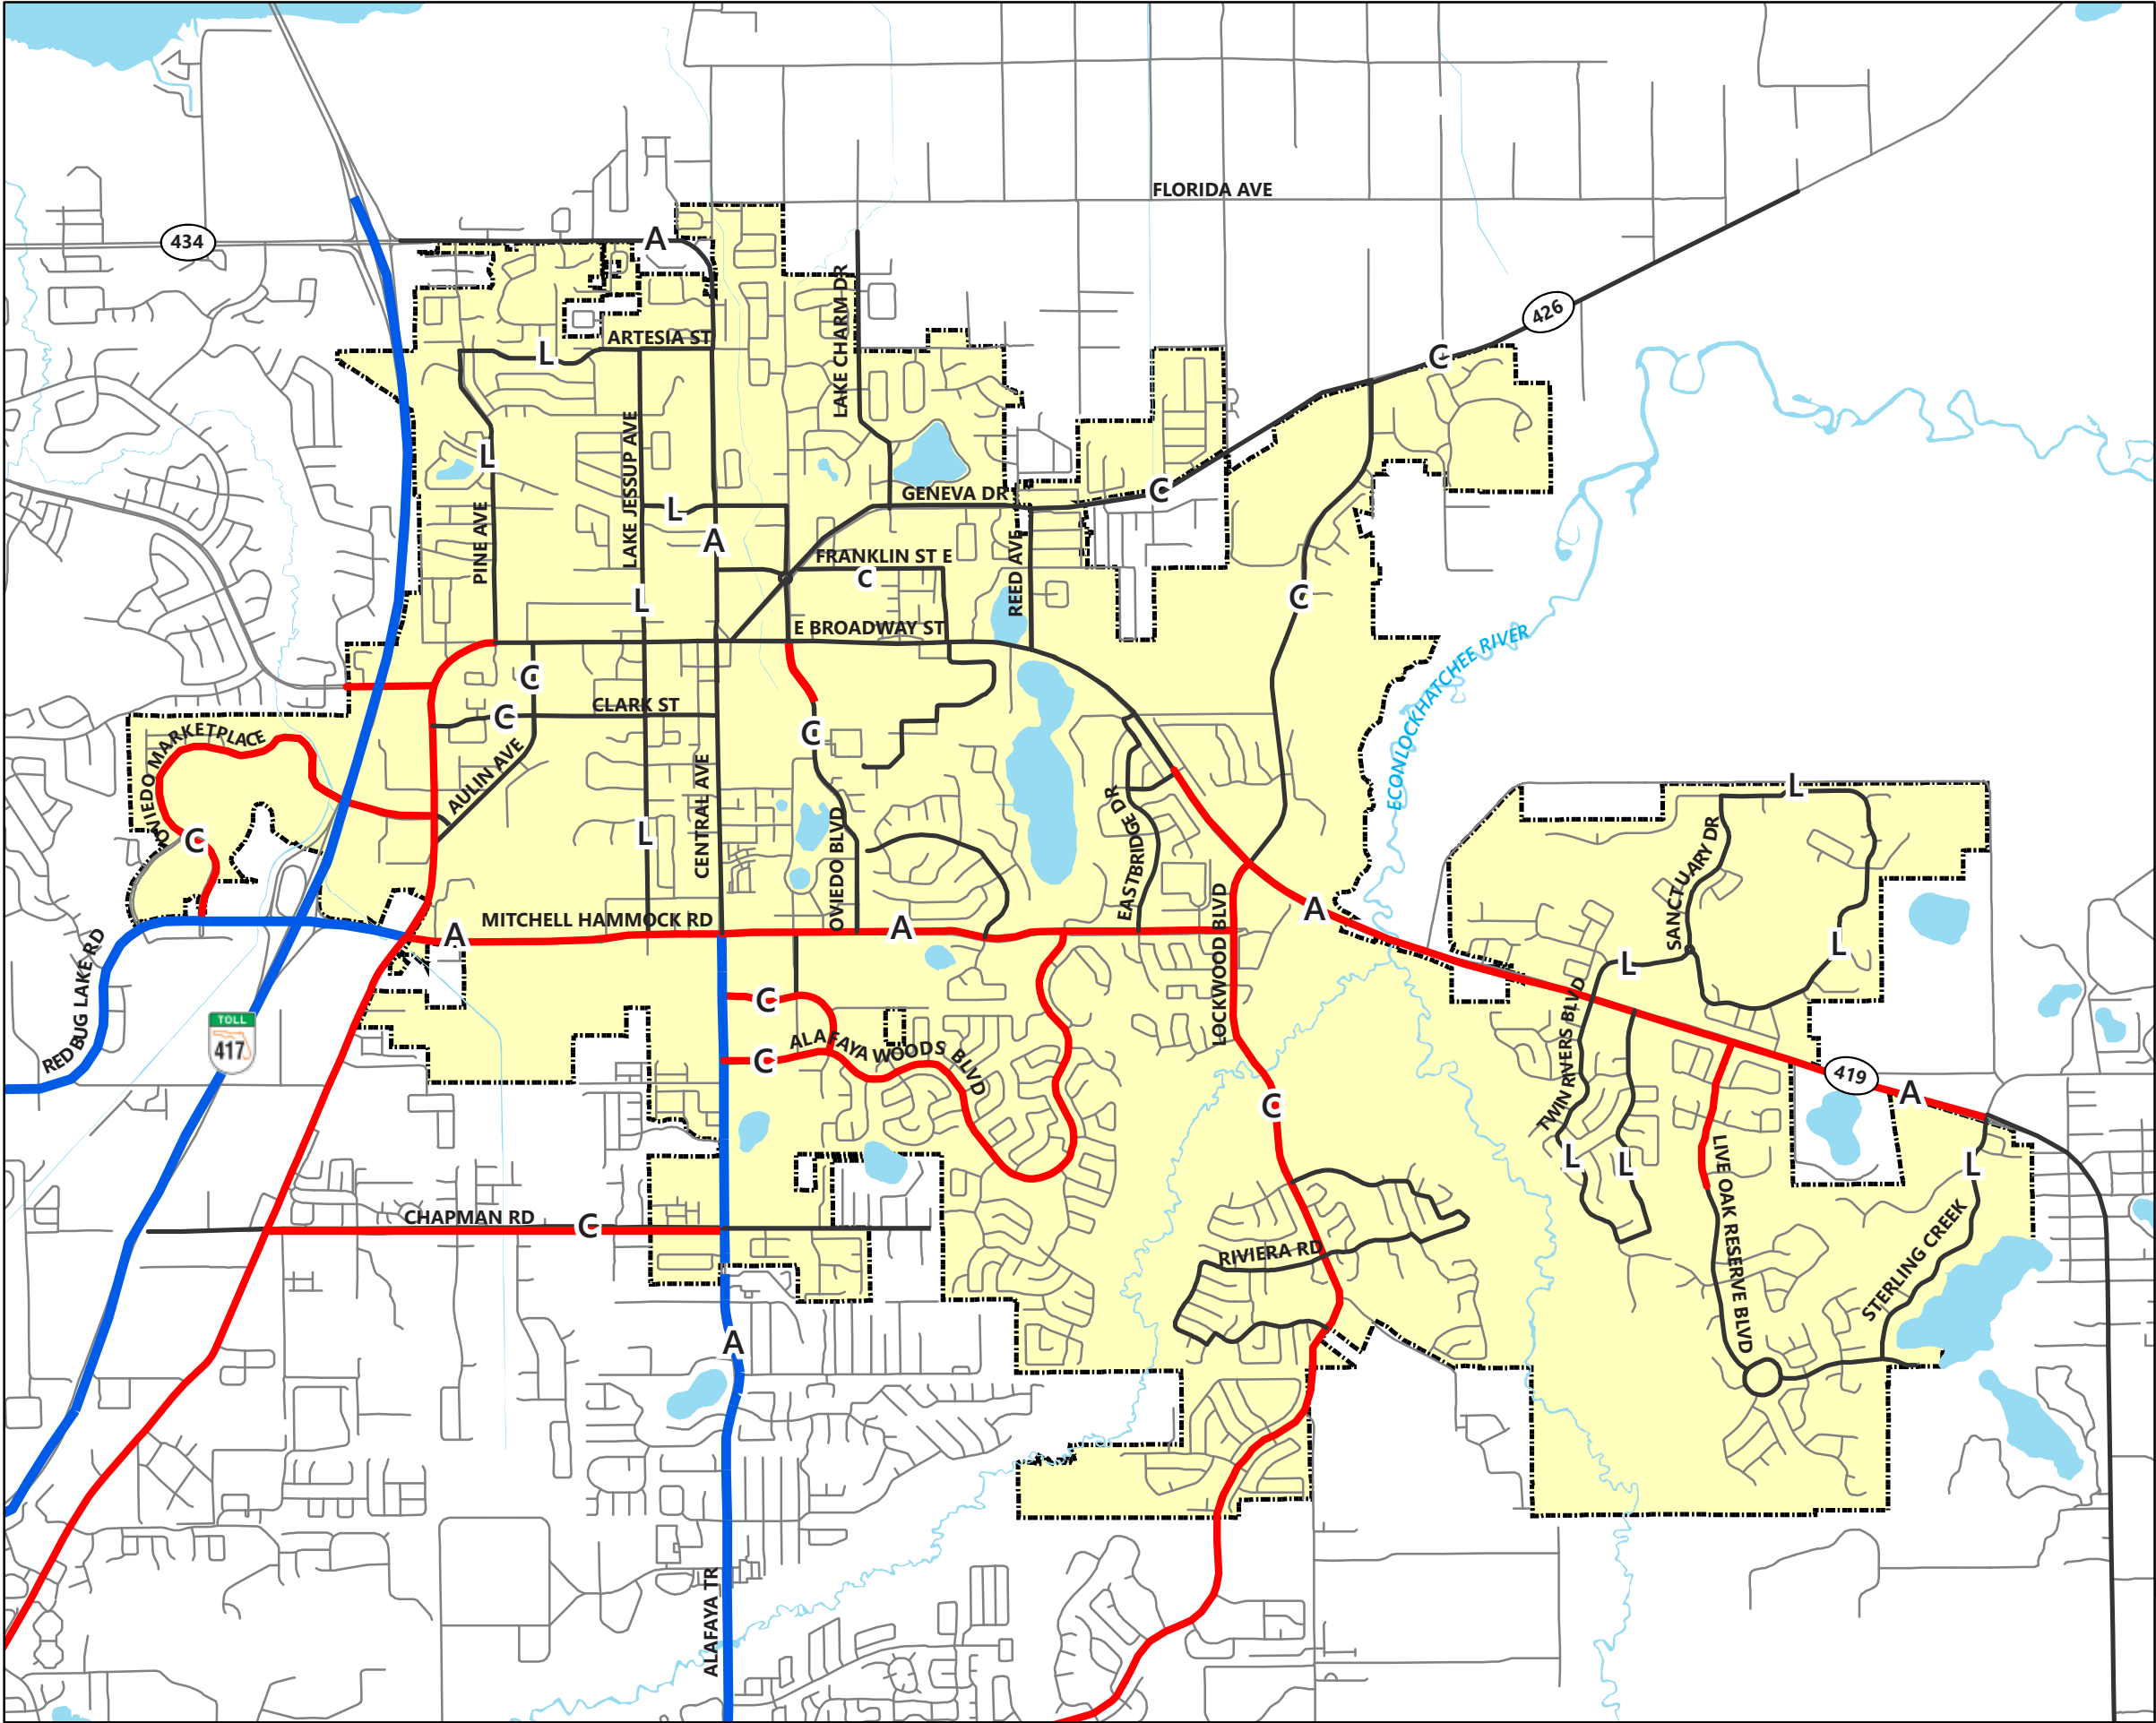 FLORIDA AVE
434
A
426
LAKE CHARM DR
ARTESIA ST
L
C
L
LAKE JESSUP AVE
GENEVA DR
C
L
PINE AVE
A
FRANKLIN ST E
C
REED AVE
L
C
E BROADWAY ST
ECONLOCKHATCHEE RIVER
C
CLARK ST
C
OVIEDO MARKETPLACE
C
AULIN AVE
CENTRAL AVE
L
SANCTUARY DR
EASTBRIDGE DR
OVIEDO BLVD
L
C
LOCKWOOD BLVD
A
MITCHELL HAMMOCK RD
A
A
L
L
RED BUG LAKE RD
TWIN RIVERS BLVD
C
TOLL
417
ALAFAYA WOODS BLVD
C
419
A
C
L
L
L
LIVE OAK RESERVE BLVD
CHAPMAN RD
C
RIVIERA RD
STERLING CREEK
A
ALAFAYA TR